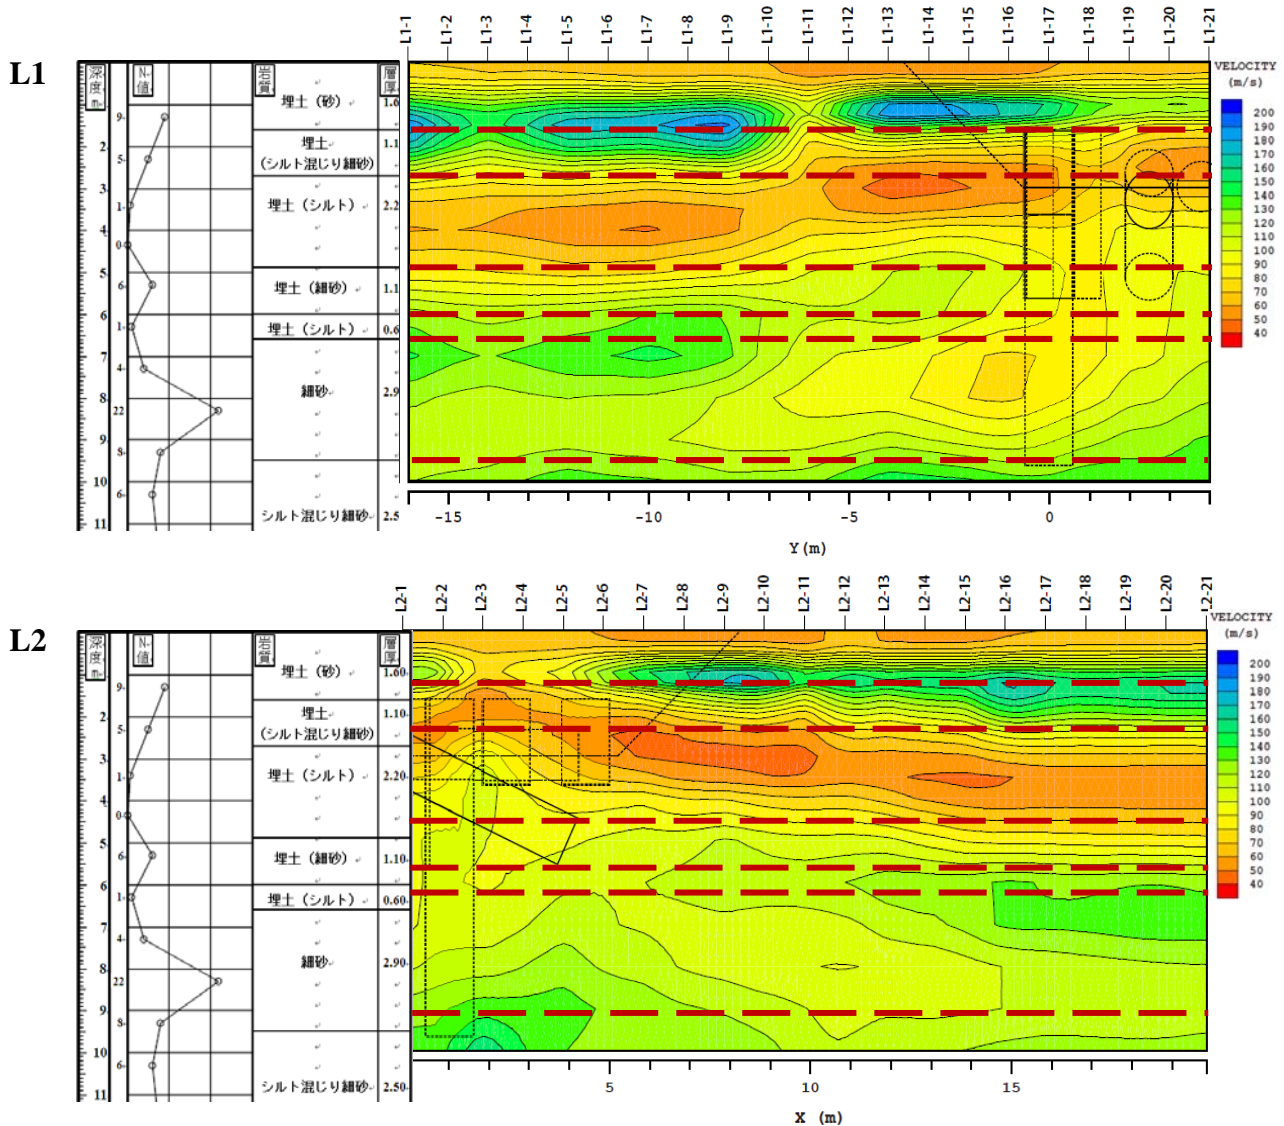 L1-1 L1-2 L1-3 L1-4 L1-5 L1-6 L1-7 L1-8 L1-9 L1-10 L1-11 L1-12 L1-13 L1-14 L1-15 L1-16 L1-17 L1-18 L1-19 L1-20 L1-21
L1
深度m
N値
岩質
層厚
埋土（砂） 1.6
埋土
（シルト混じり細砂） 1.1
埋土（シルト） 2.2
埋土（細砂） 1.1
埋土（シルト） 0.6
細砂 2.9
シルト混じり細砂 2.5
2
3
4
5
6
7
8
9
10
11
9
5
1
0
6
1
4
22
8
6
VELOCITY
(m/s)
200
190
180
170
160
150
140
130
120
110
100
90
80
70
60
50
40
-15 -10 -5 0
Y(m)
L2-1 L2-2 L2-3 L2-4 L2-5 L2-6 L2-7 L2-8 L2-9 L2-10 L2-11 L2-12 L2-13 L2-14 L2-15 L2-16 L2-17 L2-18 L2-19 L2-20 L2-21
L2
深度m
N値
岩質
層厚
埋土（砂） 1.60
埋土
（シルト混じり細砂） 1.10
埋土（シルト） 2.20
埋土（細砂） 1.10
埋土（シルト） 0.60
細砂 2.90
シルト混じり細砂 2.50
2
3
4
5
6
7
8
9
10
11
9
5
1
0
6
1
4
22
8
6
VELOCITY
(m/s)
200
190
180
170
160
150
140
130
120
110
100
90
80
70
60
50
40
5 10 15
X (m)